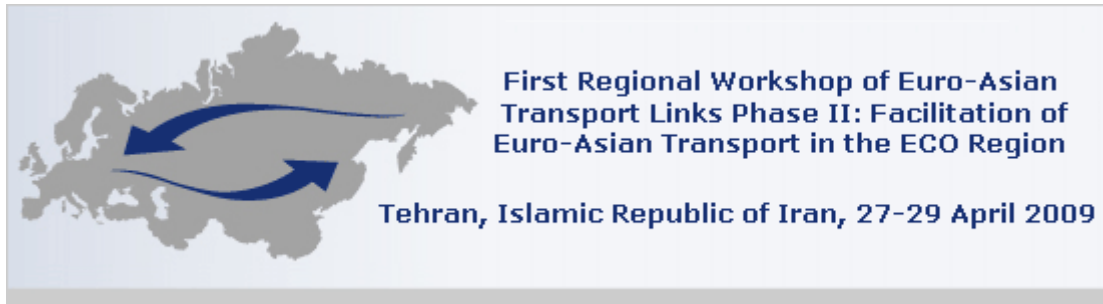 First Regional Workshop of Euro-Asian
Transport Links Phase II: Facilitation of
Euro-Asian Transport in the ECO Region
Tehran, Islamic Republic of Iran, 27-29 April 2009